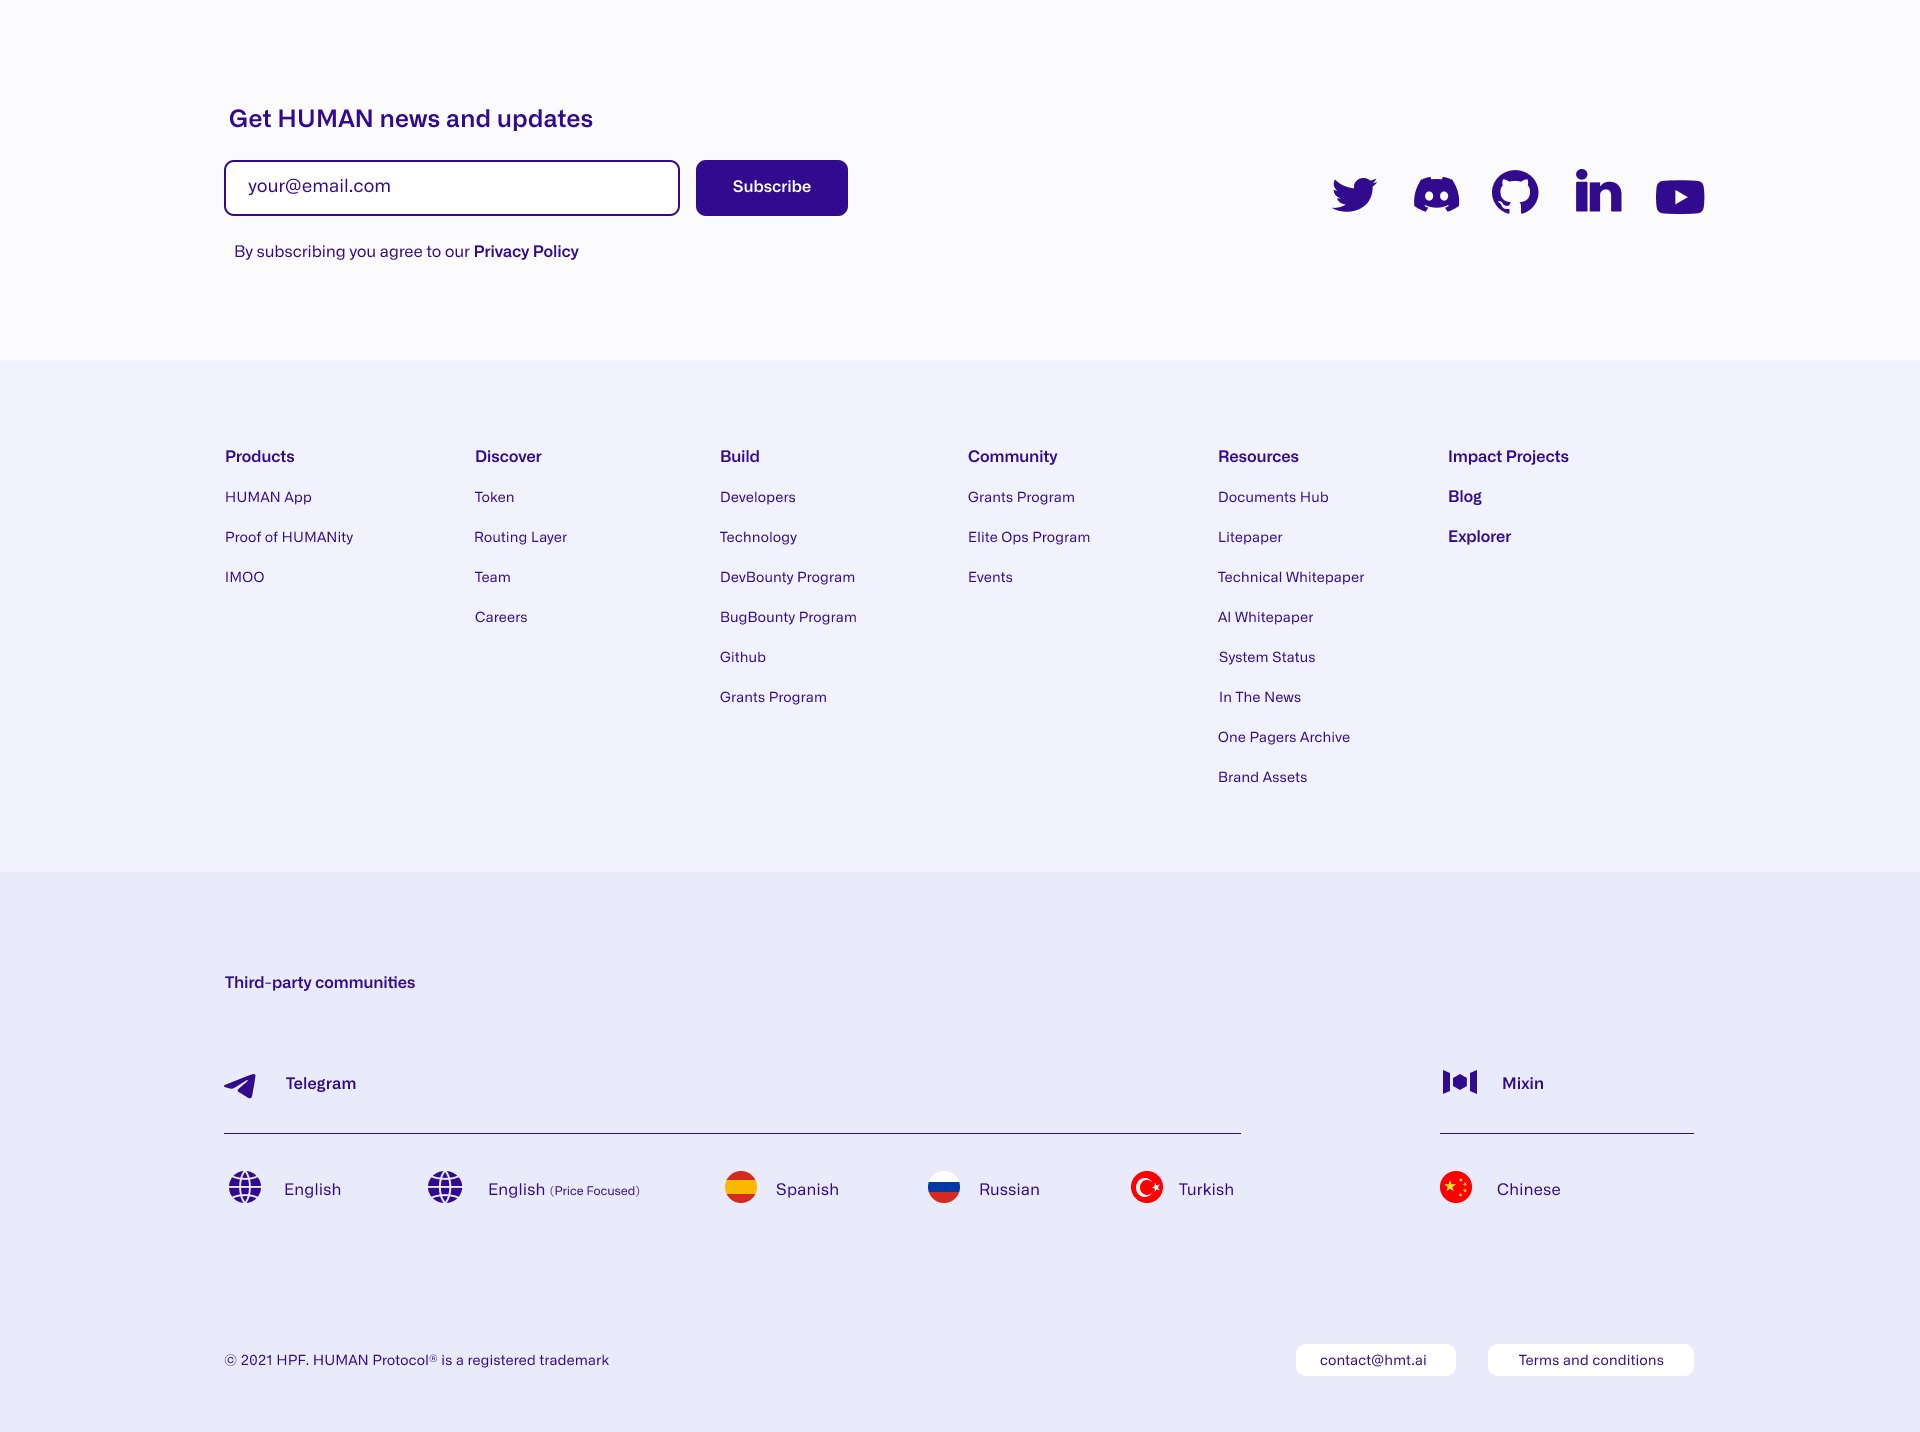 Get HUMAN news and updates
your@email.com
Subscribe
By subscribing you agree to our Privacy Policy
Products
HUMAN App
Proof of HUMANity
IMOO
Discover
Token
Routing Layer
Team
Careers
Build
Developers
Technology
DevBounty Program
BugBounty Program
Github
Grants Program
Community
Grants Program
Elite Ops Program
Events
Resources
Documents Hub
Litepaper
Technical Whitepaper
AI Whitepaper
System Status
In The News
One Pagers Archive
Brand Assets
Impact Projects
Blog
Explorer
Third-party communities
Telegram
English
English (Price Focused)
Spanish
Russian
Turkish
Mixin
Chinese
© 2021 HPF. HUMAN Protocol® is a registered trademark
contact@hmt.ai
Terms and conditions